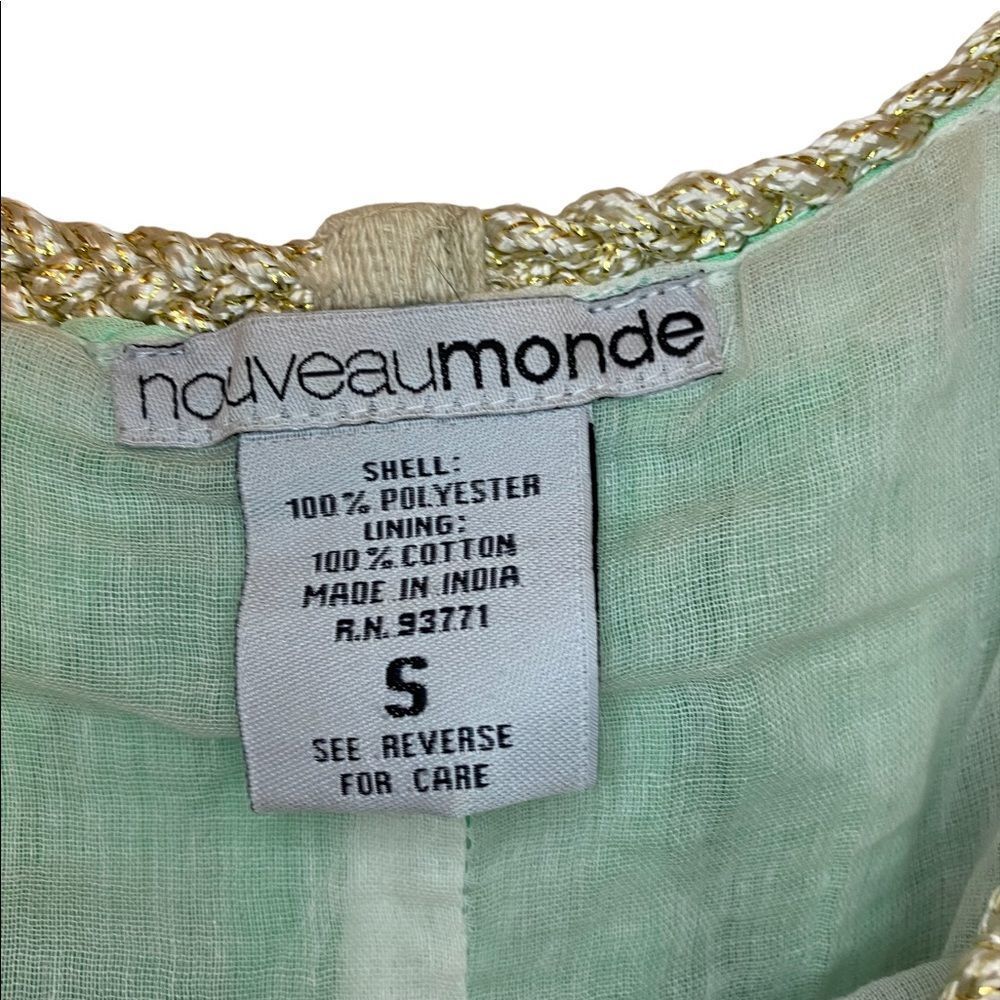 nouveaumonde
SHELL:
100% POLYESTER
LINING:
100% COTTON
MADE IN INDIA
R.N. 93771
S
SEE REVERSE
FOR CARE